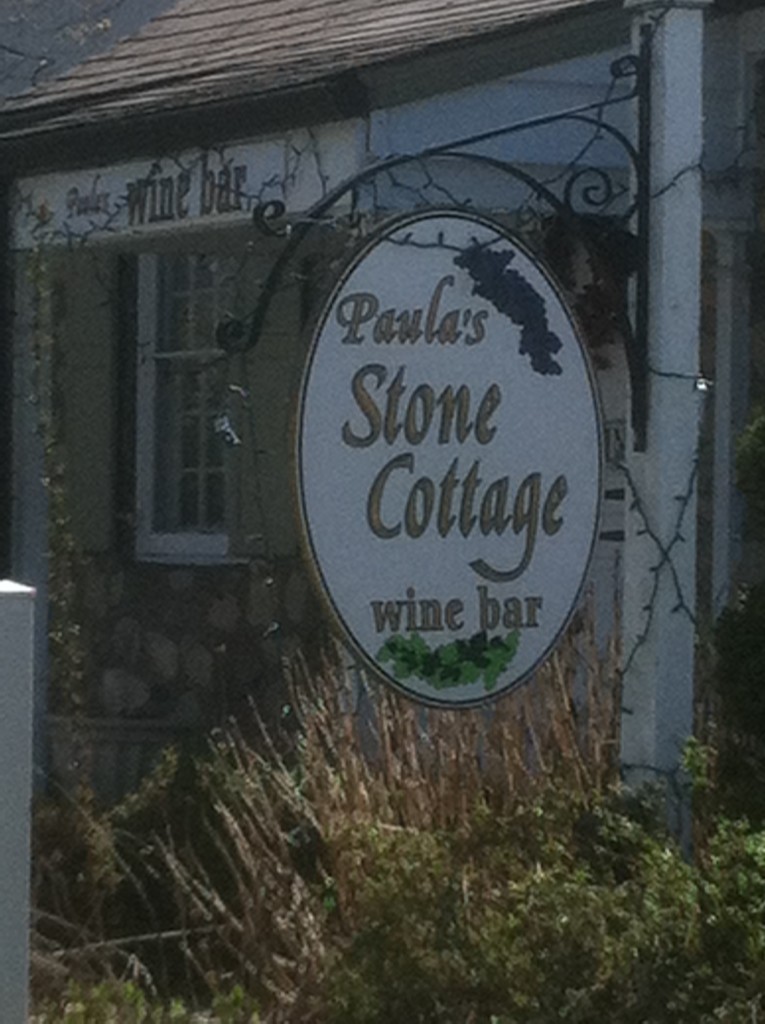 Paula's wine bar
Paula's
Stone
Cottage
wine bar